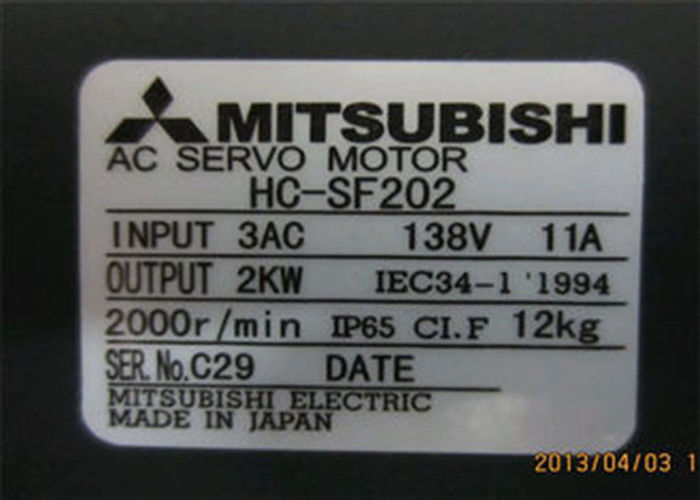 MITSUBISHI
AC SERVO MOTOR
HC-SF202
INPUT 3AC 138V 11A
OUTPUT 2KW IEC34-1 '1994
2000r/min IP65 CI.F 12kg
SER.No.C29 DATE
MITSUBISHI ELECTRIC
MADE IN JAPAN
2013/04/03 1